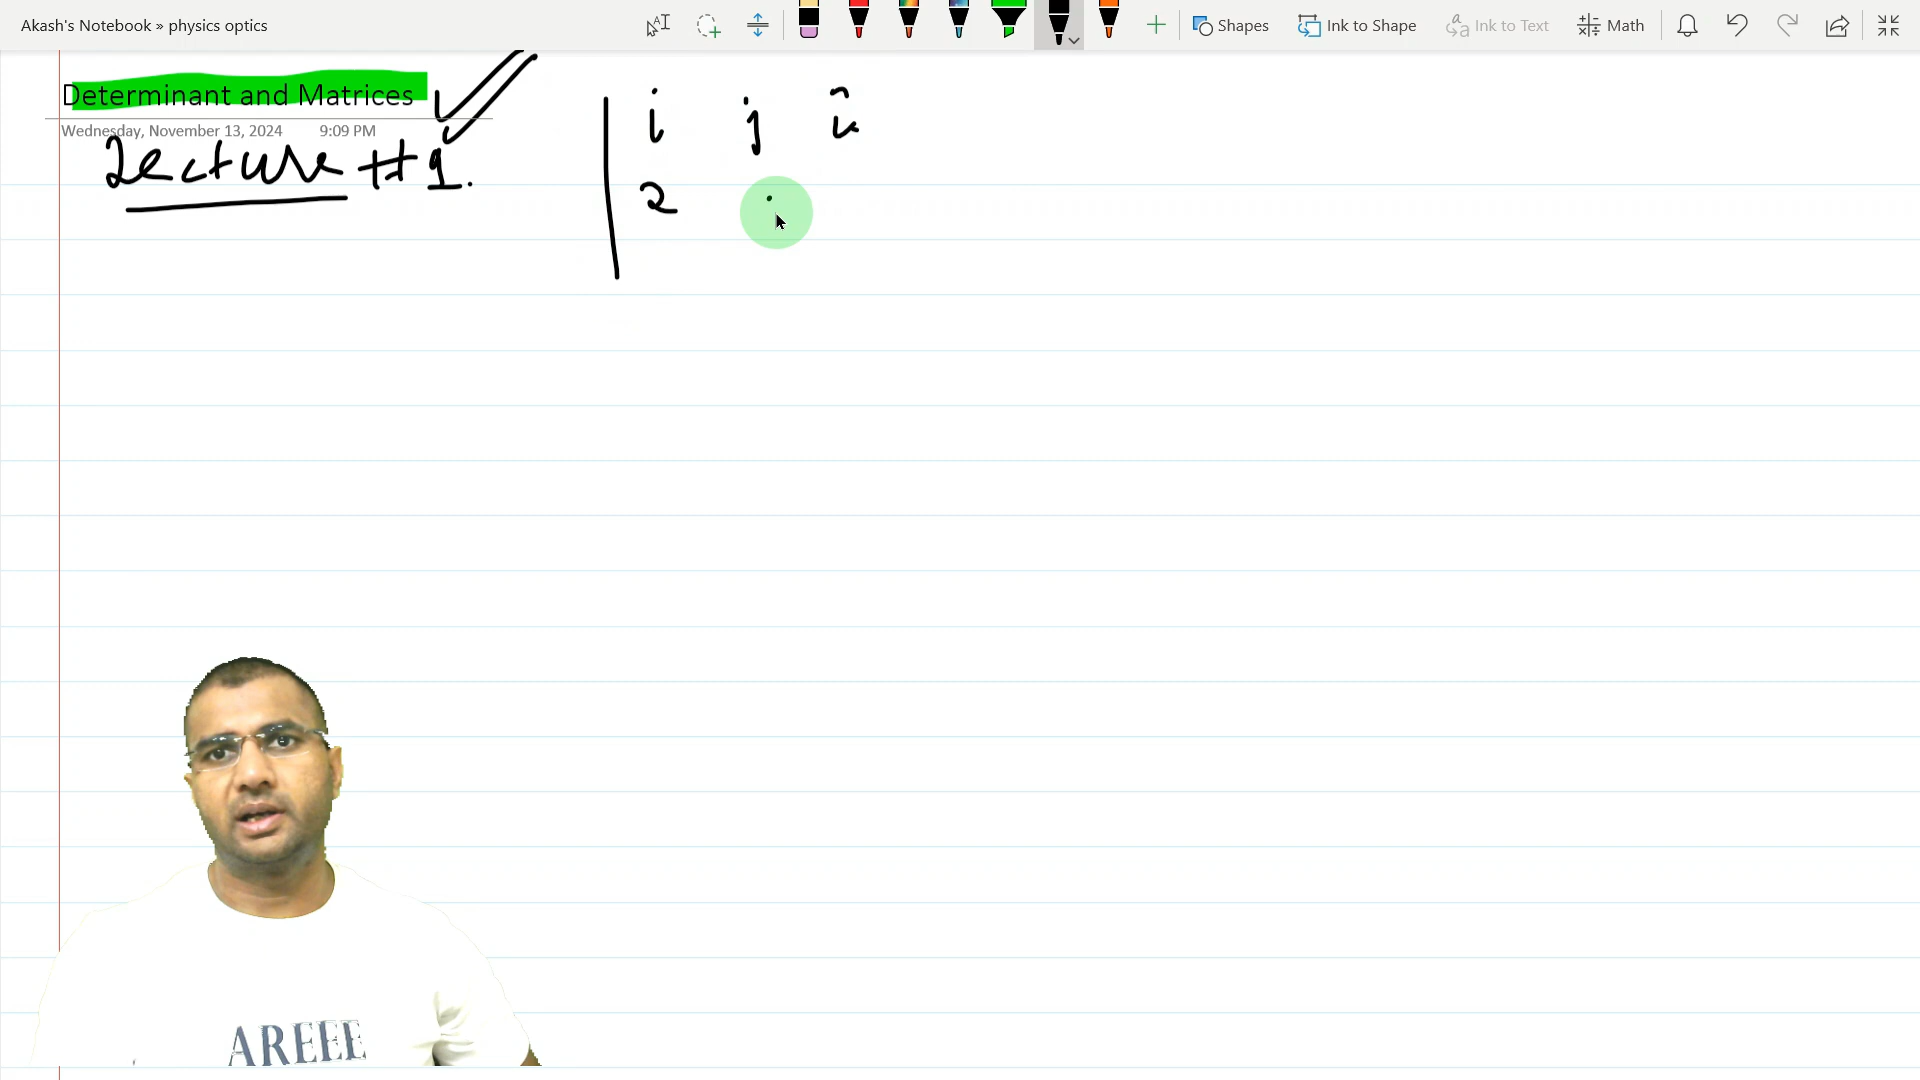 Akash's Notebook » physics optics
Shapes
Ink to Shape
Ink to Text
Math
Determinant and Matrices
Wednesday, November 13, 2024 9:09 PM
Lecture #1.
i j k̂
2
AREEE